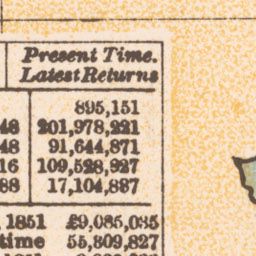 Present Time.
Latest Returns
895,151
48 201,978,221
48 91,644,871
16 109,528,927
88 17,104,887
, 1851 £9,085,035
time 55,809,827